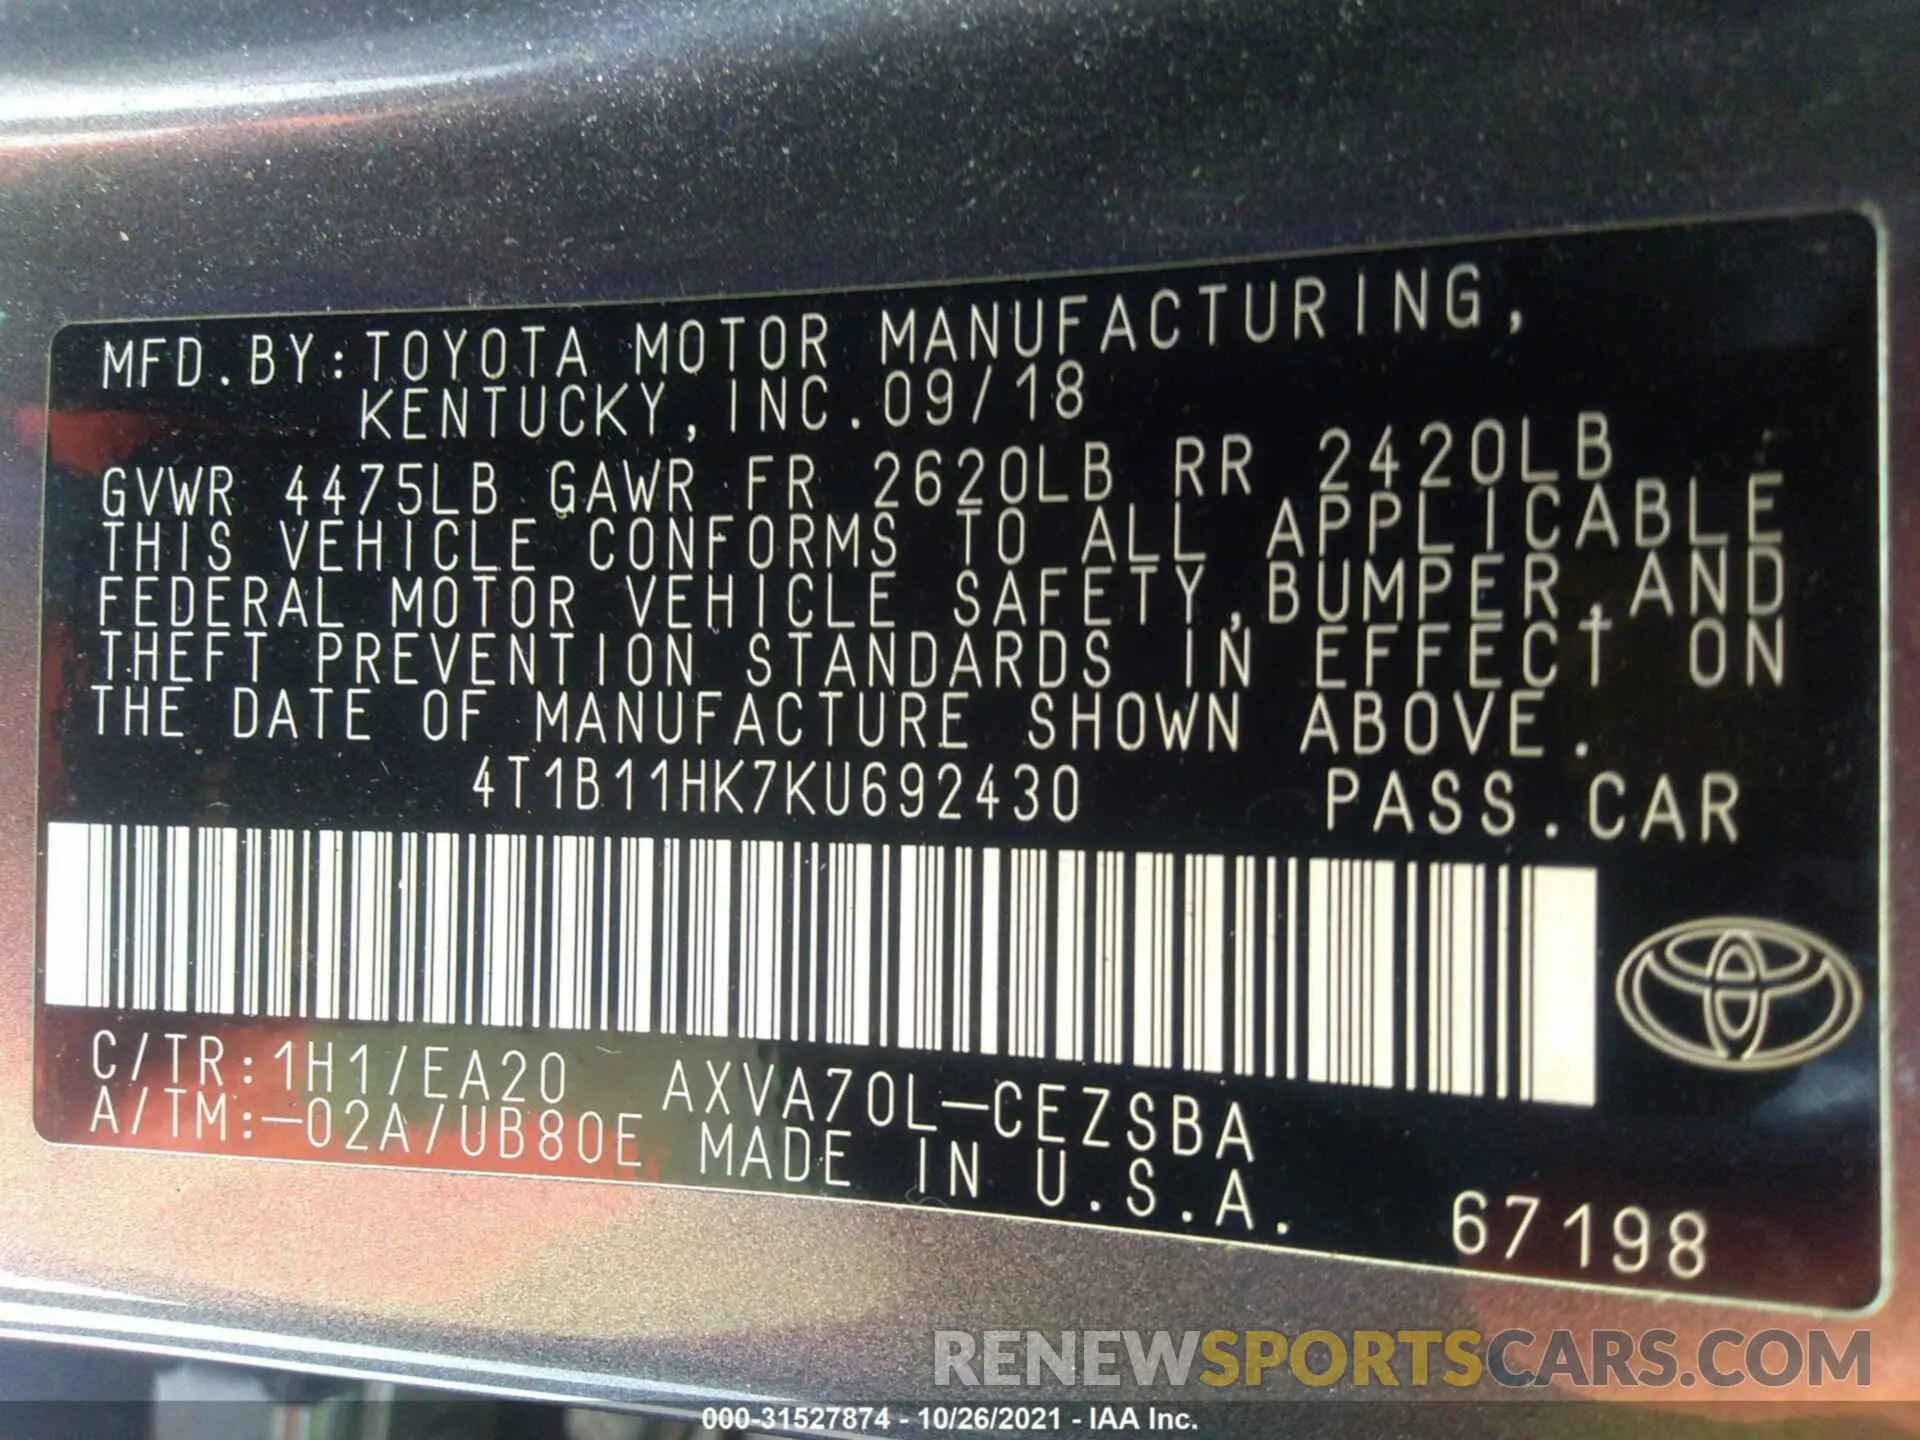 MFD.BY:TOYOTA MOTOR MANUFACTURING,
KENTUCKY,INC.09/18
GVWR 4475LB GAWR FR 2620LB RR 2420LB
THIS VEHICLE CONFORMS TO ALL APPLICABLE
FEDERAL MOTOR VEHICLE SAFETY,BUMPER,AND
THEFT PREVENTION STANDARDS IN EFFECT ON
THE DATE OF MANUFACTURE SHOWN ABOVE.
4T1B11HK7KU692430 PASS.CAR
C/TR:1H1/EA20 AXVA70L-CEZSBA
A/TM:-02A/UB80E MADE IN U.S.A.
67198
RENEWSPORTSCARS.COM
000-31527874 - 10/26/2021 - IAA Inc.